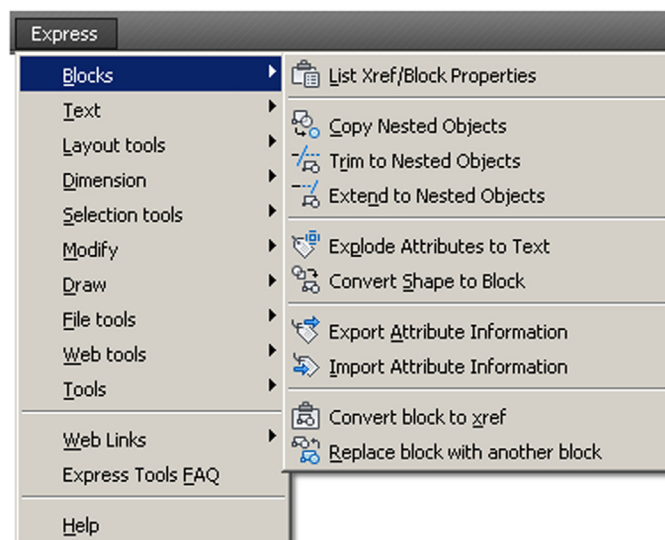 Express
Blocks
Text
Layout tools
Dimension
Selection tools
Modify
Draw
File tools
Web tools
Tools
Web Links
Express Tools FAQ
Help
List Xref/Block Properties
Copy Nested Objects
Trim to Nested Objects
Extend to Nested Objects
Explode Attributes to Text
Convert Shape to Block
Export Attribute Information
Import Attribute Information
Convert block to xref
Replace block with another block